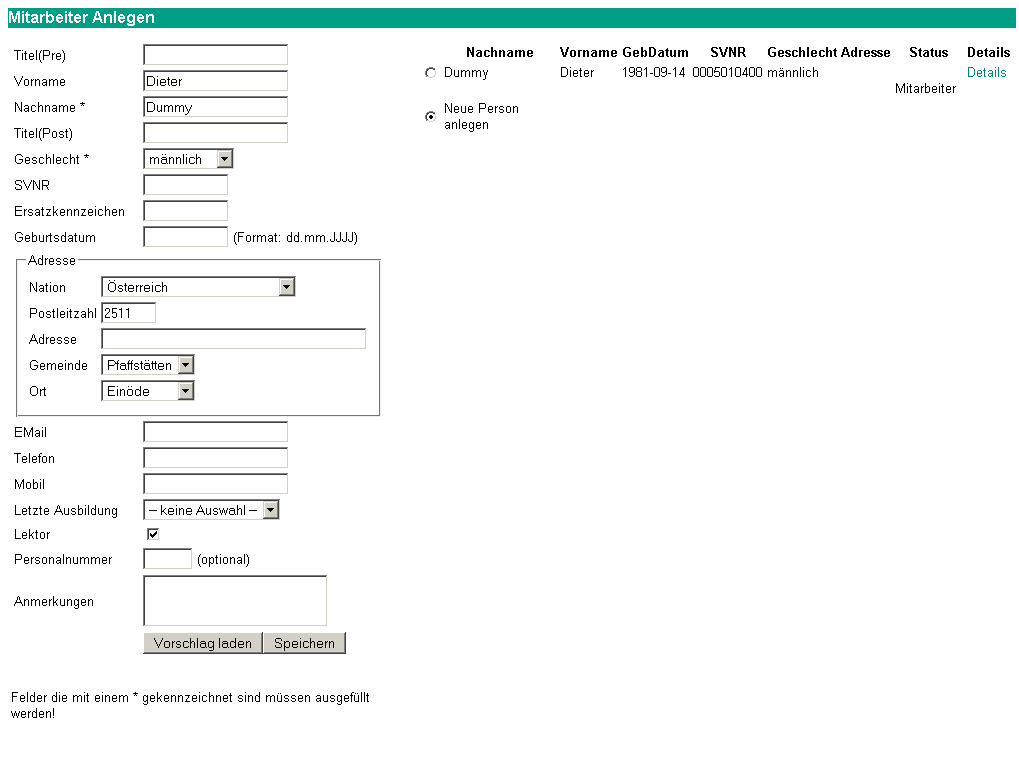 Mitarbeiter Anlegen
Titel(Pre)
Vorname Dieter
Nachname * Dummy
Titel(Post)
Geschlecht * männlich
SVNR
Ersatzkennzeichen
Geburtsdatum (Format: dd.mm.JJJJ)
Adresse
Nation Österreich
Postleitzahl 2511
Adresse
Gemeinde Pfaffstätten
Ort Einöde
EMail
Telefon
Mobil
Letzte Ausbildung -- keine Auswahl --
Lektor
Personalnummer (optional)
Anmerkungen
Vorschlag laden Speichern
Felder die mit einem * gekennzeichnet sind müssen ausgefüllt
werden!
Nachname Vorname GebDatum SVNR Geschlecht Adresse Status Details
Dummy Dieter 1981-09-14 0005010400 männlich Details
Mitarbeiter
Neue Person
anlegen